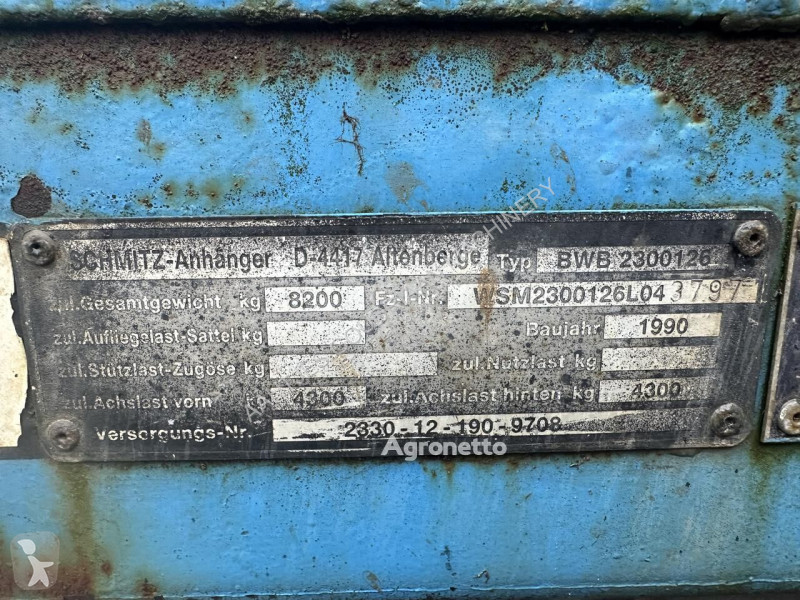 SCHMITZ-Anhänger D-4417 Altenberge Typ BWB 2300126
zul.Gesamtgewicht kg 8200 Fz-I-Nr. WSM2300126L04 3797
zul.Aufliegelast-Sattel kg Baujahr 1990
zul.Stützlast-Zugöse kg zul.Nutzlast kg
zul.Achslast vorn kg 4300 zul.Achslast hinten kg 4300
versorgungs-Nr. 2330-12-190-9708
Agronetto